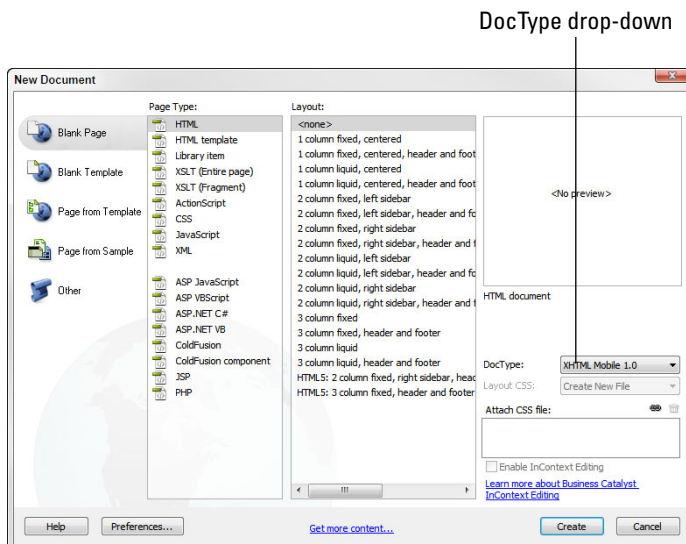 DocType drop-down
New Document
Blank Page
Blank Template
Page from Template
Page from Sample
Other
Page Type:
HTML
HTML template
Library item
XSLT (Entire page)
XSLT (Fragment)
ActionScript
CSS
JavaScript
XML
ASP JavaScript
ASP VBScript
ASP.NET C#
ASP.NET VB
ColdFusion
ColdFusion component
JSP
PHP
Layout:
<none>
1 column fixed, centered
1 column fixed, centered, header and foot
1 column liquid, centered
1 column liquid, centered, header and foot
2 column fixed, left sidebar
2 column fixed, left sidebar, header and fo
2 column fixed, right sidebar
2 column fixed, right sidebar, header and f
2 column liquid, left sidebar
2 column liquid, left sidebar, header and fo
2 column liquid, right sidebar
2 column liquid, right sidebar, header and f
3 column fixed
3 column fixed, header and footer
3 column liquid
3 column liquid, header and footer
HTML5: 2 column fixed, right sidebar, head
HTML5: 3 column fixed, header and footer
<No preview>
HTML document
DocType: XHTML Mobile 1.0
Layout CSS: Create New File
Attach CSS file:
Enable InContext Editing
Learn more about Business Catalyst
InContext Editing
Help
Preferences...
Get more content...
Create
Cancel